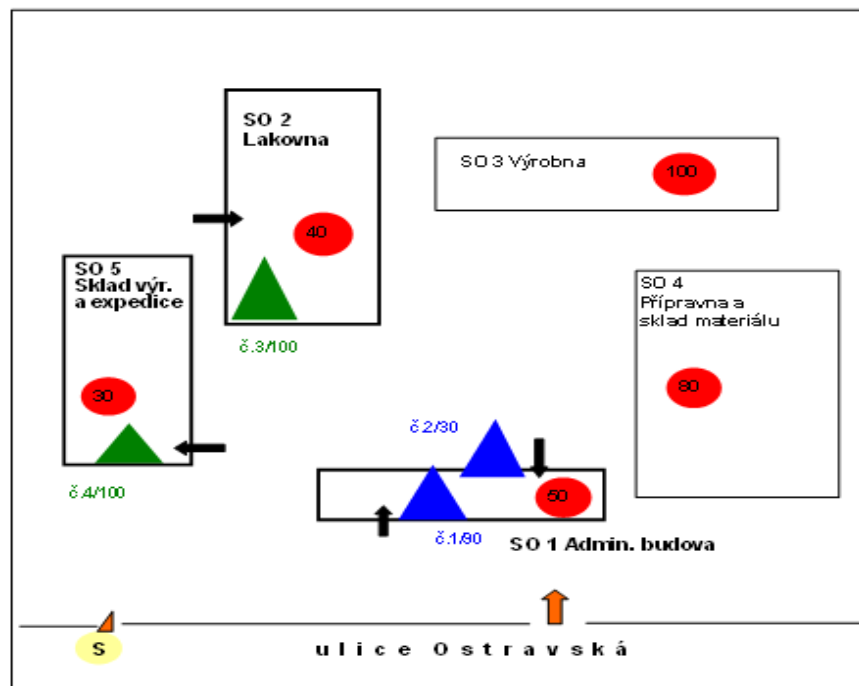 SO 2
Lakovna
40
č.3/100
SO 3 Výrobna
100
SO 5
Sklad výr.
a expedice
30
č.4/100
SO 4
Přípravna a
sklad materiálu
80
č.2/30
50
č.1/90
SO 1 Admin. budova
S
ulice Ostravská